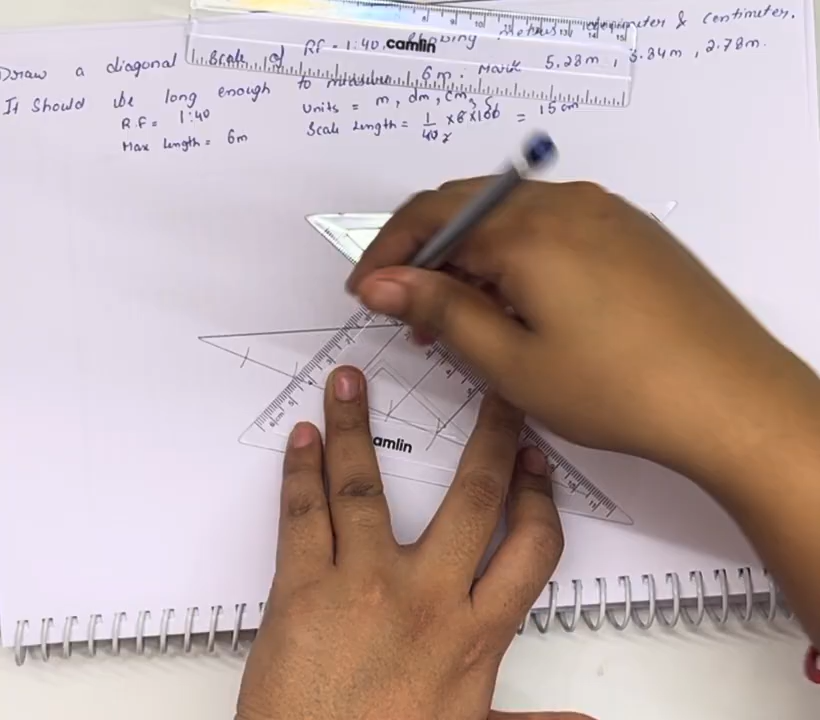 Draw a diagonal Scale of RF = 1:40, showing Metres, decimeter & centimeter.
It Should be long enough to measure 6m. Mark 5.28m, 3.84m, 2.78m.
R.F = 1:40
Max Length = 6m
Units = m, dm, cm,
Scale Length = 1/40 × 6 × 100 = 15 cm
camlin
amlin